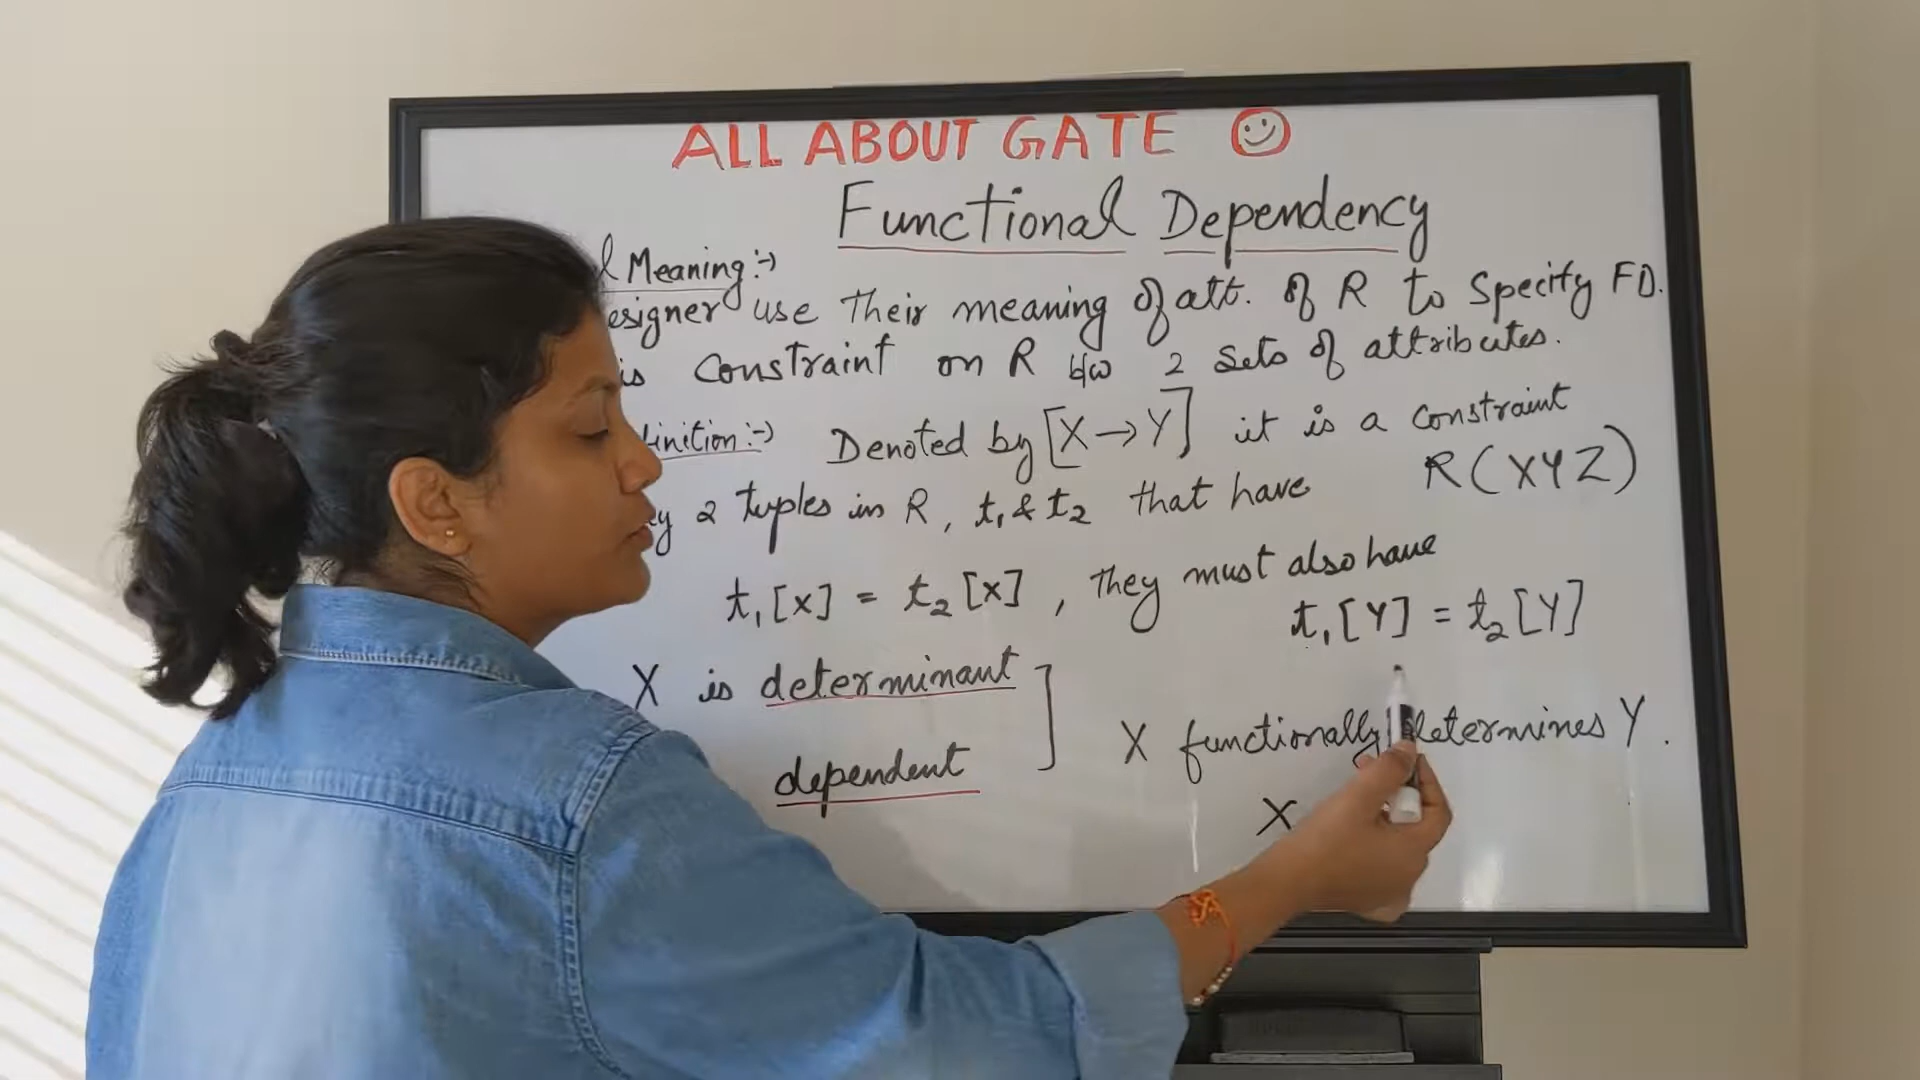 ALL ABOUT GATE
Functional Dependency
Meaning :-)
use their meaning of att. of R to specify FD.
is constraint on R b/w 2 sets of attributes.
Denoted by [X → Y] it is a constraint
R(XYZ)
2 tuples in R, t₁ & t₂ that have
t₁[x] = t₂[x], they must also have
t₁[Y] = t₂[Y]
X is determinant
dependent
X functionally determines Y.
X